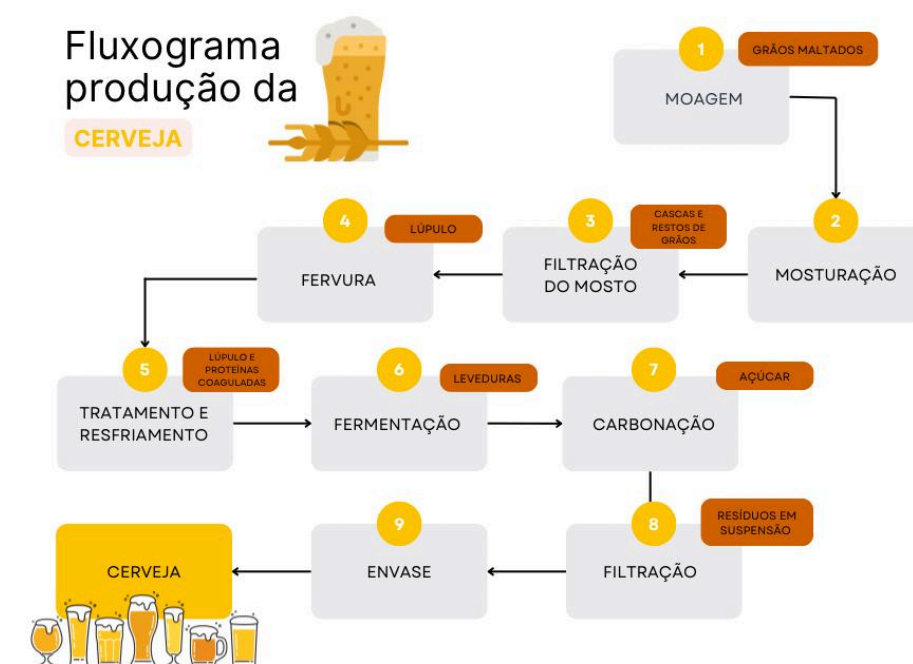 Fluxograma
produção da
CERVEJA
1
GRÃOS MALTADOS
MOAGEM
2
MOSTURAÇÃO
3
CASCAS E
RESTOS DE
GRÃOS
FILTRAÇÃO
DO MOSTO
4
LÚPULO
FERVURA
5
LÚPULO E
PROTEÍNAS
COAGULADAS
TRATAMENTO E
RESFRIAMENTO
6
LEVEDURAS
FERMENTAÇÃO
7
AÇÚCAR
CARBONAÇÃO
8
RESÍDUOS EM
SUSPENSÃO
FILTRAÇÃO
9
ENVASE
CERVEJA